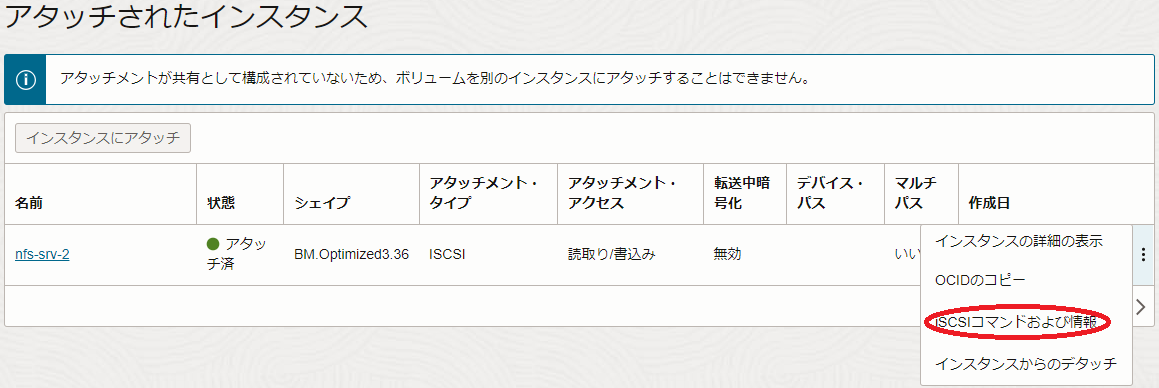 アタッチされたインスタンス
アタッチメントが共有として構成されていないため、ボリュームを別のインスタンスにアタッチすることはできません。
インスタンスにアタッチ
名前
状態
シェイプ
アタッチメント・
タイプ
アタッチメント・
アクセス
転送中暗
号化
デバイス・
パス
マルチ
パス
作成日
nfs-srv-2
アタッ
チ済
BM.Optimized3.36
ISCSI
読取り/書込み
無効
いい
インスタンスの詳細の表示
OCIDのコピー
iSCSIコマンドおよび情報
インスタンスからのデタッチ